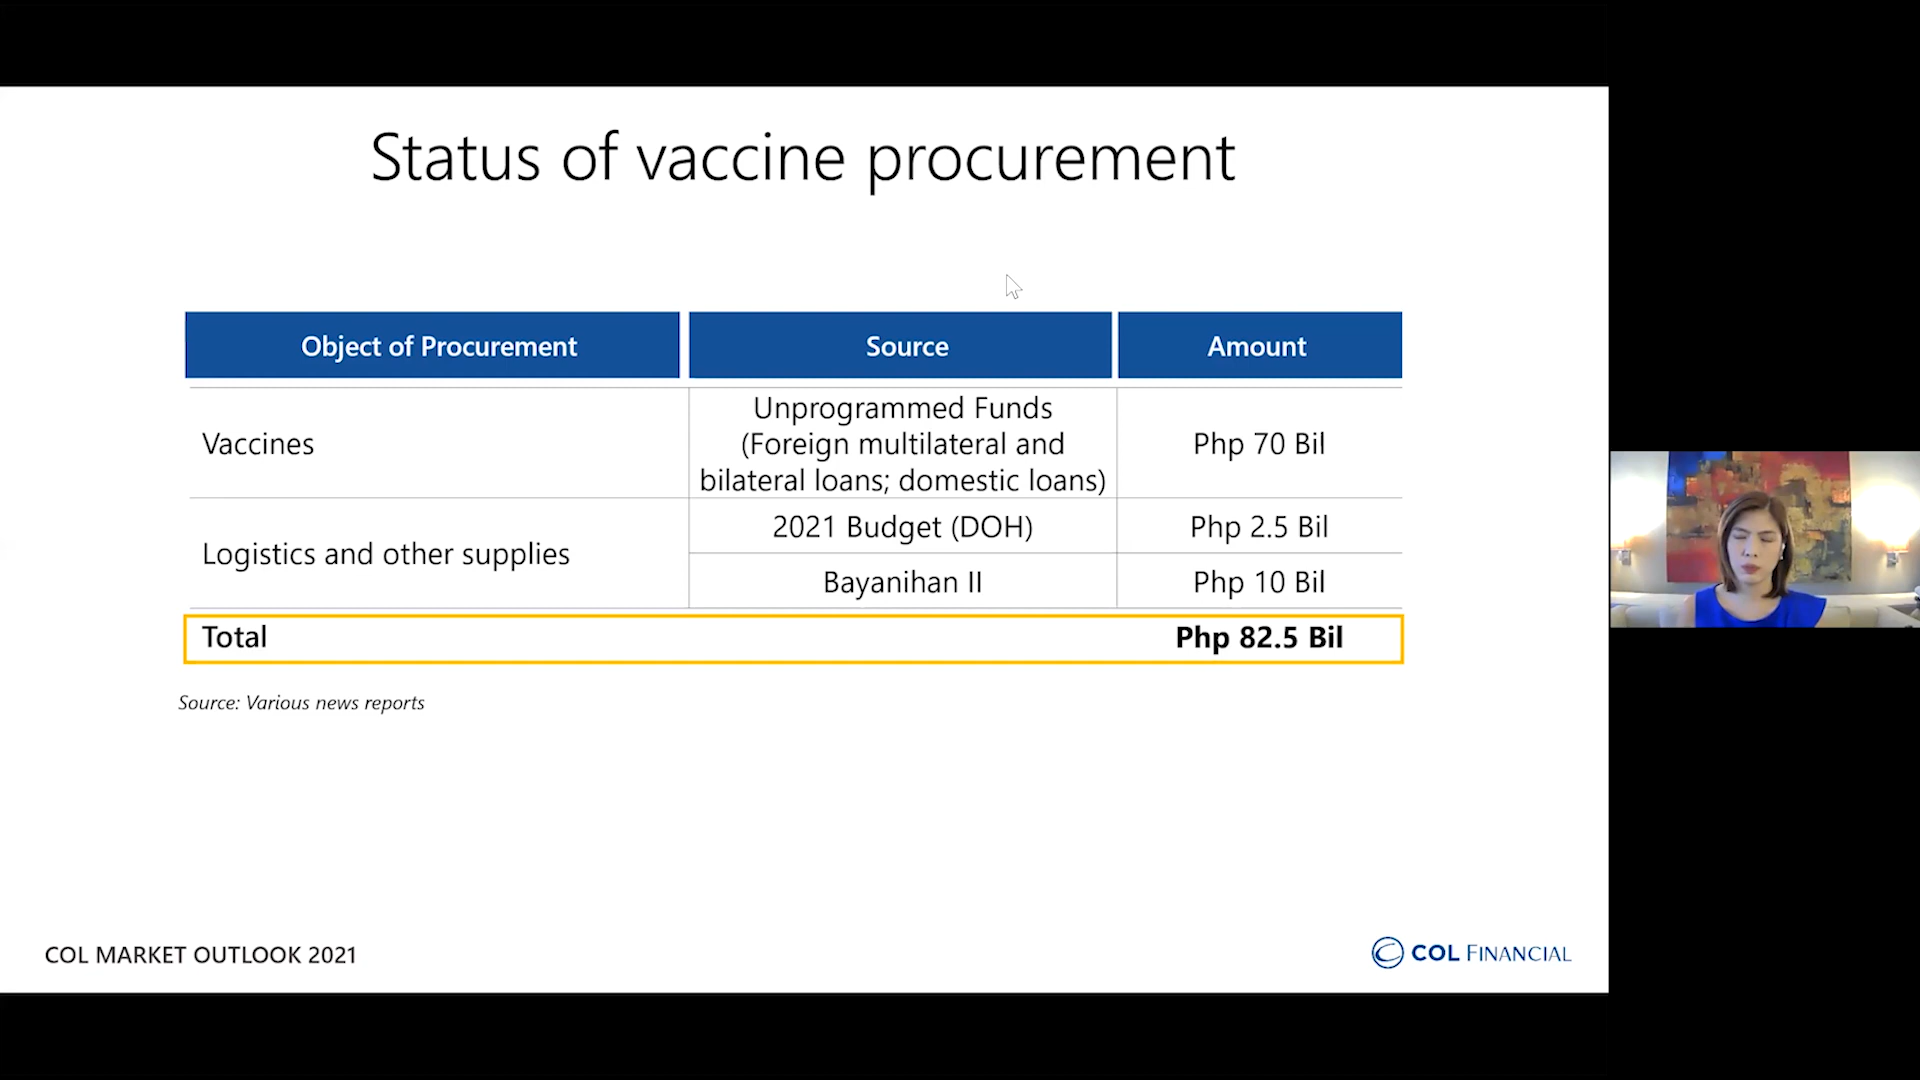 Status of vaccine procurement
Object of Procurement
Source
Amount
Vaccines
Unprogrammed Funds
(Foreign multilateral and
bilateral loans; domestic loans)
Php 70 Bil
Logistics and other supplies
2021 Budget (DOH)
Php 2.5 Bil
Bayanihan II
Php 10 Bil
Total
Php 82.5 Bil
Source: Various news reports
COL MARKET OUTLOOK 2021
COL FINANCIAL